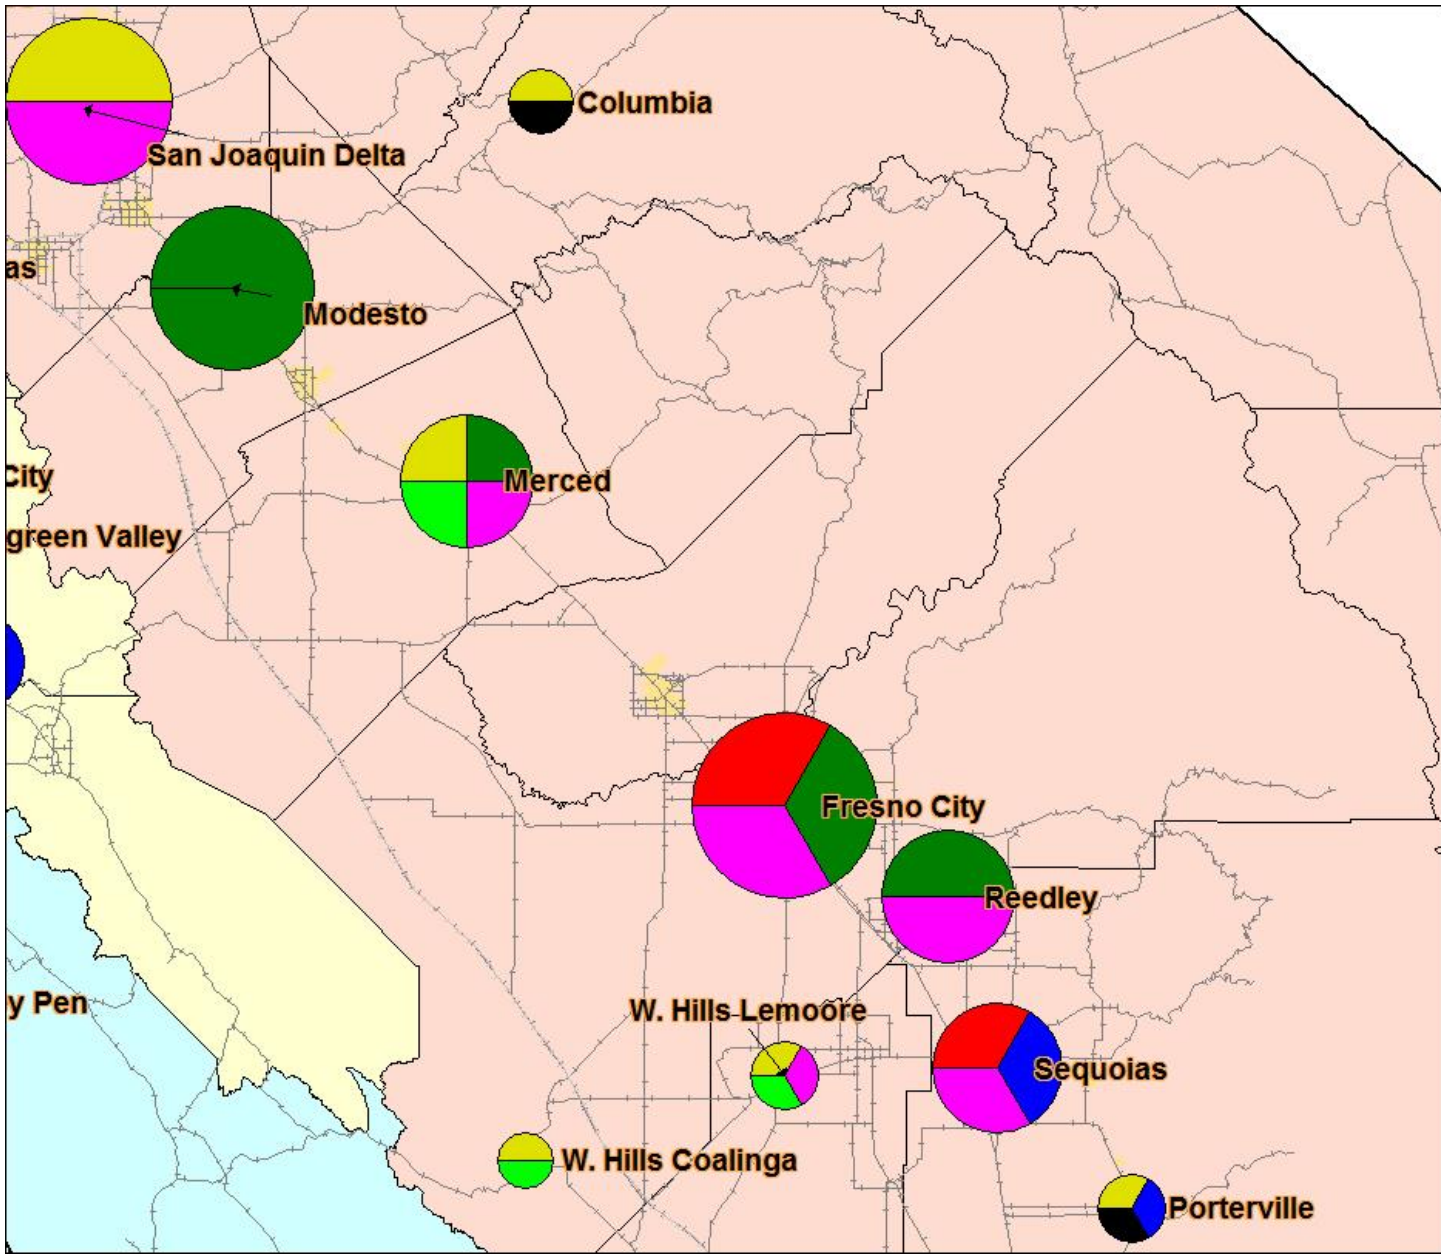 Columbia
San Joaquin Delta
as
Modesto
City
Merced
green Valley
Fresno City
Reedley
y Pen
W. Hills Lemoore
Sequoias
W. Hills Coalinga
Porterville